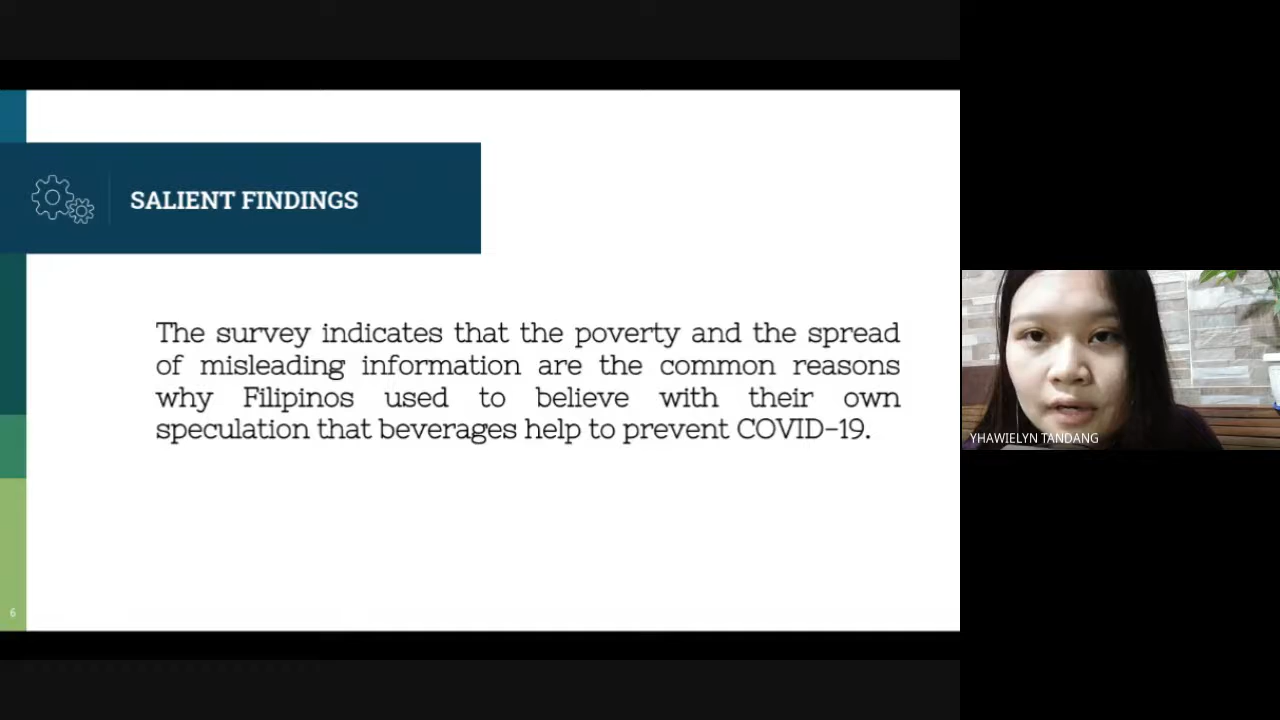 SALIENT FINDINGS
The survey indicates that the poverty and the spread
of misleading information are the common reasons
why Filipinos used to believe with their own
speculation that beverages help to prevent COVID-19.
6
YHAWIELYN TANDANG